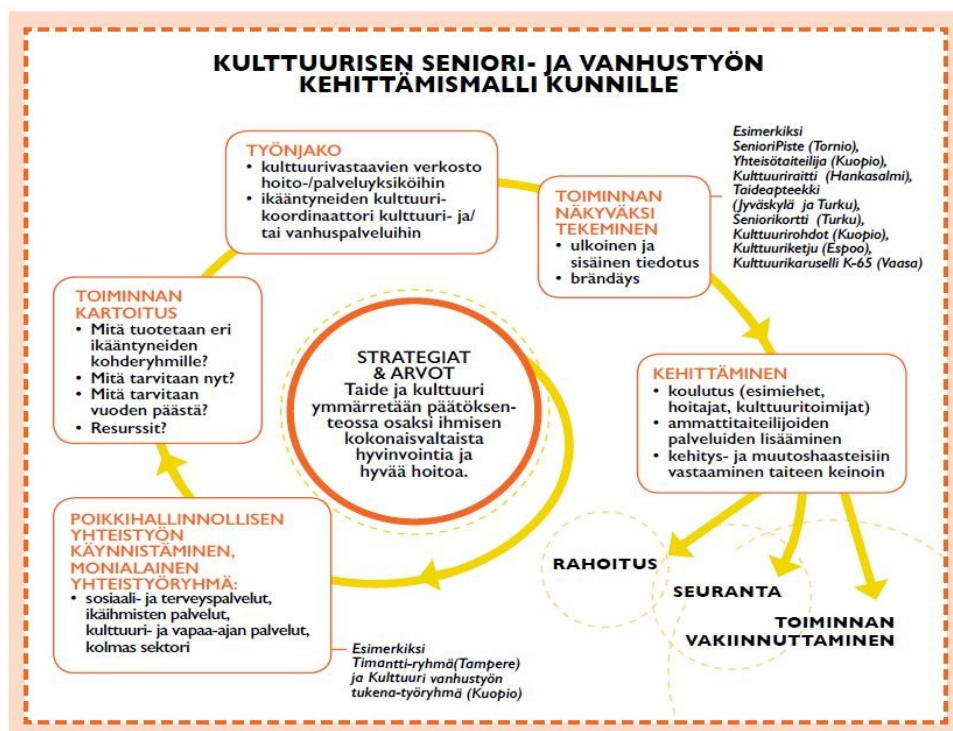 KULTTUURISEN SENIORI- JA VANHUSTYÖN
KEHITTÄMISMALLI KUNNILLE
TYÖNJAKO
• kulttuurivastaavien verkosto
hoito-/palveluyksiköihin
• ikääntyneiden kulttuuri-
koordinaattori kulttuuri- ja/
tai vanhuspalveluihin
TOIMINNAN
NÄKYVÄKSI
TEKEMINEN
• ulkoinen ja
sisäinen tiedotus
• brändäys
Esimerkiksi
SenioriPiste (Tornio),
Yhteisötaiteilija (Kuopio),
Kulttuuriraitti (Hankasalmi),
Taideapteekki
(Jyväskylä ja Turku),
Seniorikortti (Turku),
Kulttuurirohdot (Kuopio),
Kulttuuriketju (Espoo),
Kulttuurikaruselli K-65 (Vaasa)
TOIMINNAN
KARTOITUS
• Mitä tuotetaan eri
ikääntyneiden
kohderyhmille?
• Mitä tarvitaan nyt?
• Mitä tarvitaan
vuoden päästä?
• Resurssit?
STRATEGIAT
& ARVOT
Taide ja kulttuuri
ymmärretään päätöksen-
teossa osaksi ihmisen
kokonaisvaltaista
hyvinvointia ja
hyvää hoitoa.
KEHITTÄMINEN
• koulutus (esimiehet,
hoitajat, kulttuuritoimijat)
• ammattitaiteilijoiden
palveluiden lisääminen
• kehitys- ja muutoshaasteisiin
vastaaminen taiteen keinoin
POIKKIHALLINNOLLISEN
YHTEISTYÖN
KÄYNNISTÄMINEN,
MONIALAINEN
YHTEISTYÖRYHMÄ:
• sosiaali- ja terveyspalvelut,
ikäihmisten palvelut,
kulttuuri- ja vapaa-ajan palvelut,
kolmas sektori
Esimerkiksi
Timantti-ryhmä(Tampere)
ja Kulttuuri vanhustyön
tukena-työryhmä (Kuopio)
RAHOITUS
SEURANTA
TOIMINNAN
VAKIINNUTTAMINEN